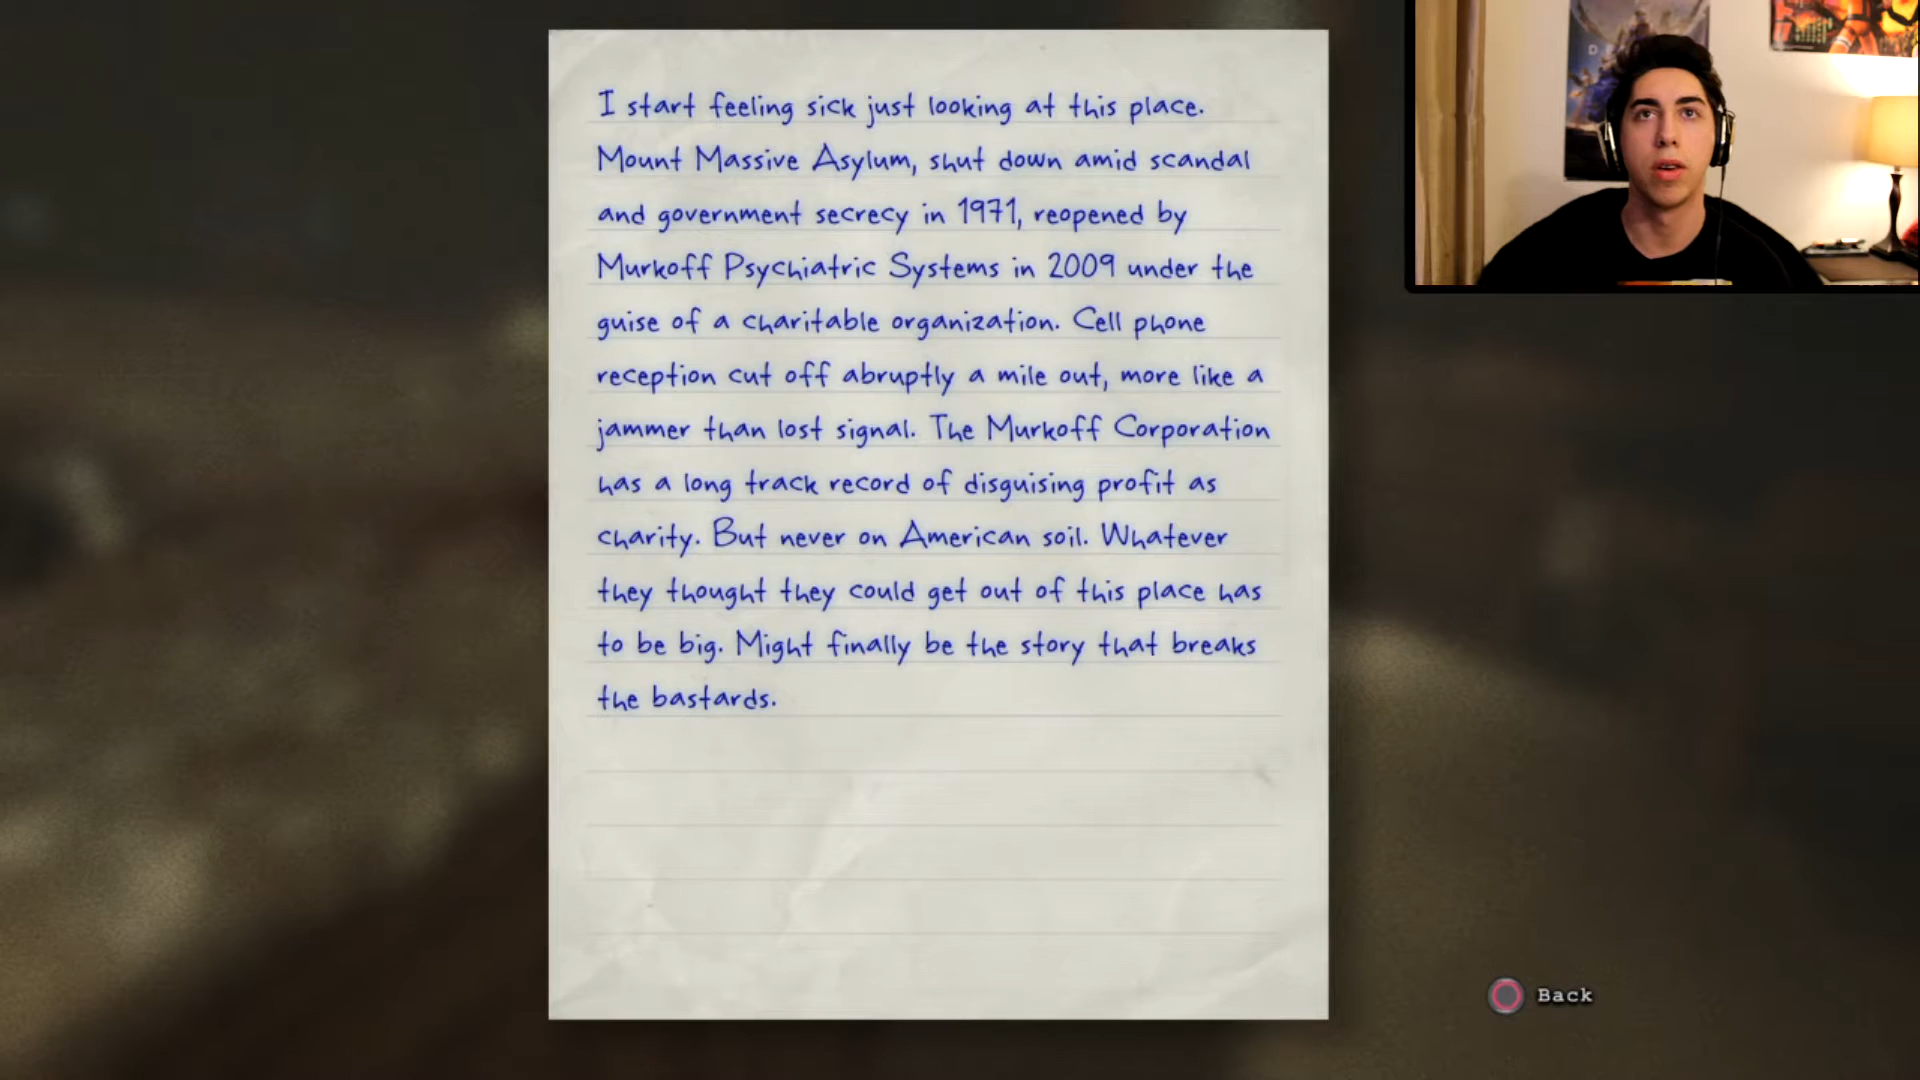 I start feeling sick just looking at this place.
Mount Massive Asylum, shut down amid scandal
and government secrecy in 1971, reopened by
Murkoff Psychiatric Systems in 2009 under the
guise of a charitable organization. Cell phone
reception cut off abruptly a mile out, more like a
jammer than lost signal. The Murkoff Corporation
has a long track record of disguising profit as
charity. But never on American soil. Whatever
they thought they could get out of this place has
to be big. Might finally be the story that breaks
the bastards.
Back